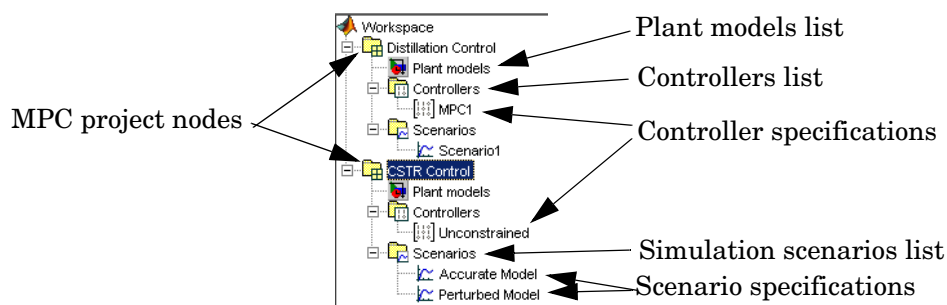 Workspace
Distillation Control
Plant models
Controllers
MPC1
Scenarios
Scenario1
CSTR Control
Plant models
Controllers
Unconstrained
Scenarios
Accurate Model
Perturbed Model
MPC project nodes
Plant models list
Controllers list
Controller specifications
Simulation scenarios list
Scenario specifications